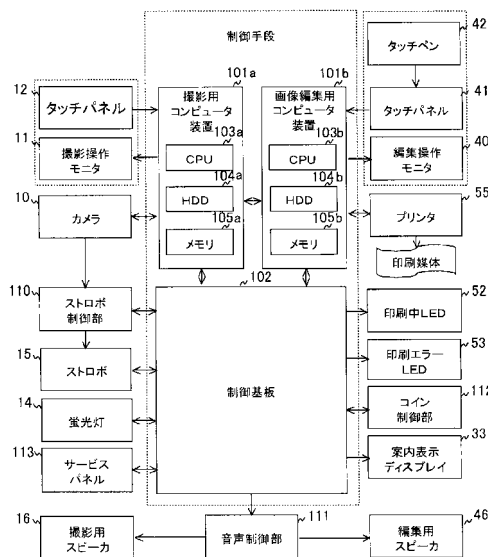 制御手段
101a
撮影用
コンピュータ
装置
103a
CPU
104a
HDD
105a
メモリ
101b
画像編集用
コンピュータ
装置
103b
CPU
104b
HDD
105b
メモリ
12
タッチパネル
11
撮影操作
モニタ
10
カメラ
110
ストロボ
制御部
15
ストロボ
14
蛍光灯
113
サービス
パネル
16
撮影用
スピーカ
102
制御基板
111
音声制御部
42
タッチペン
41
タッチパネル
40
編集操作
モニタ
55
プリンタ
印刷媒体
52
印刷中LED
53
印刷エラー
LED
112
コイン
制御部
33
案内表示
ディスプレイ
46
編集用
スピーカ